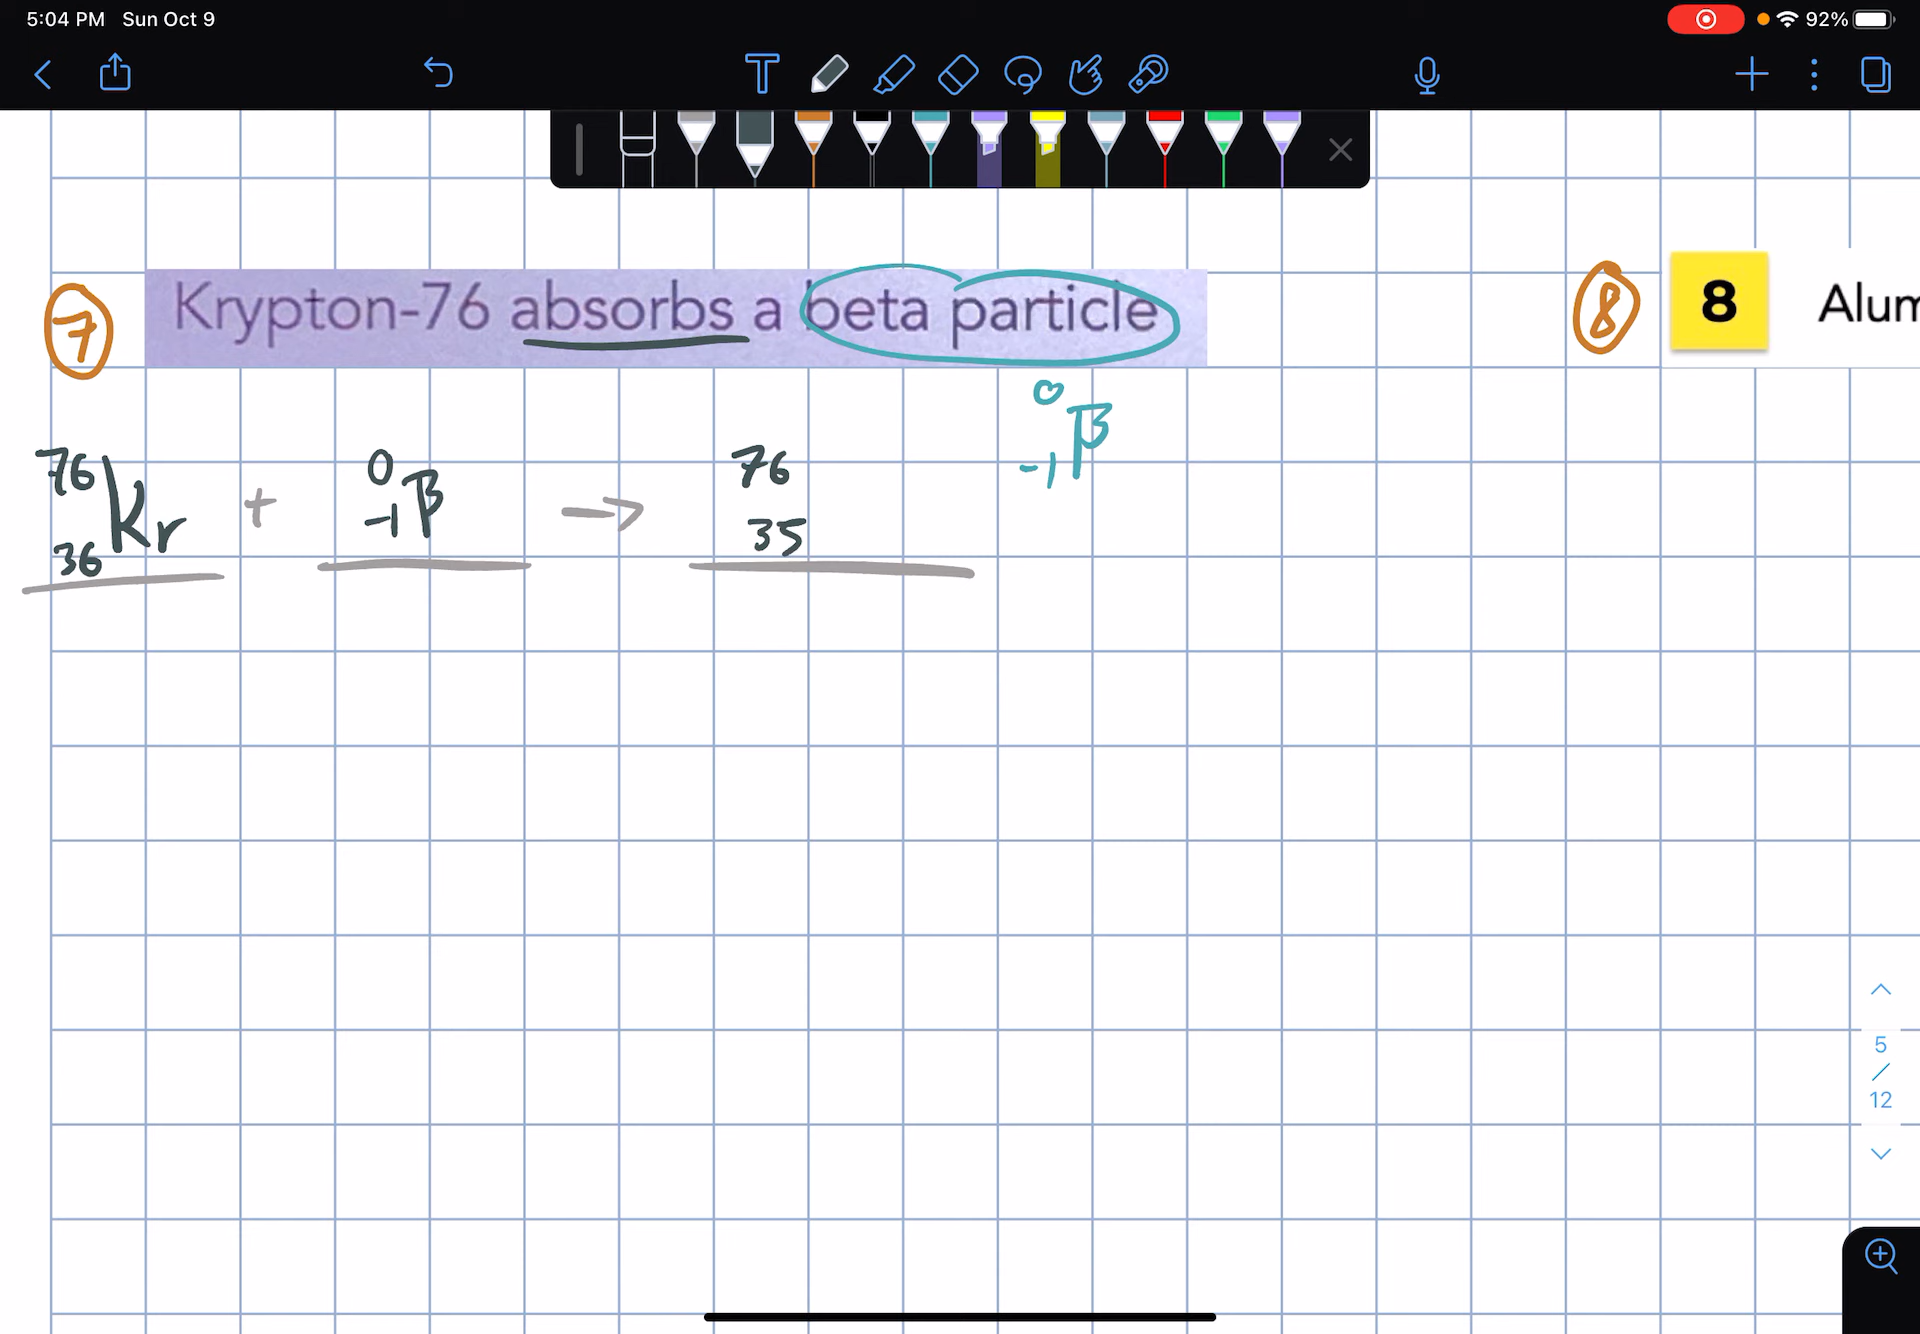 5:04 PM Sun Oct 9
92%
T
7 Krypton-76 absorbs a beta particle
8 8 Alum
0
-1 β
76 Kr 36 + 0 -1 β → 76 35
5
/
12